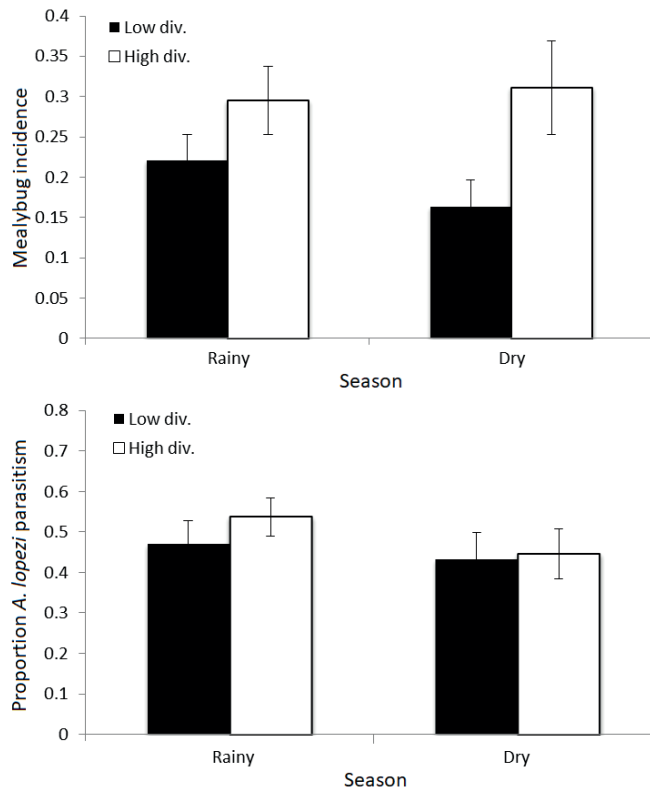 0.4
0.35
0.3
0.25
0.2
0.15
0.1
0.05
0
Mealybug incidence
Low div.
High div.
Rainy
Dry
Season
0.8
0.7
0.6
0.5
0.4
0.3
0.2
0.1
0
Proportion A. lopezi parasitism
Low div.
High div.
Rainy
Dry
Season